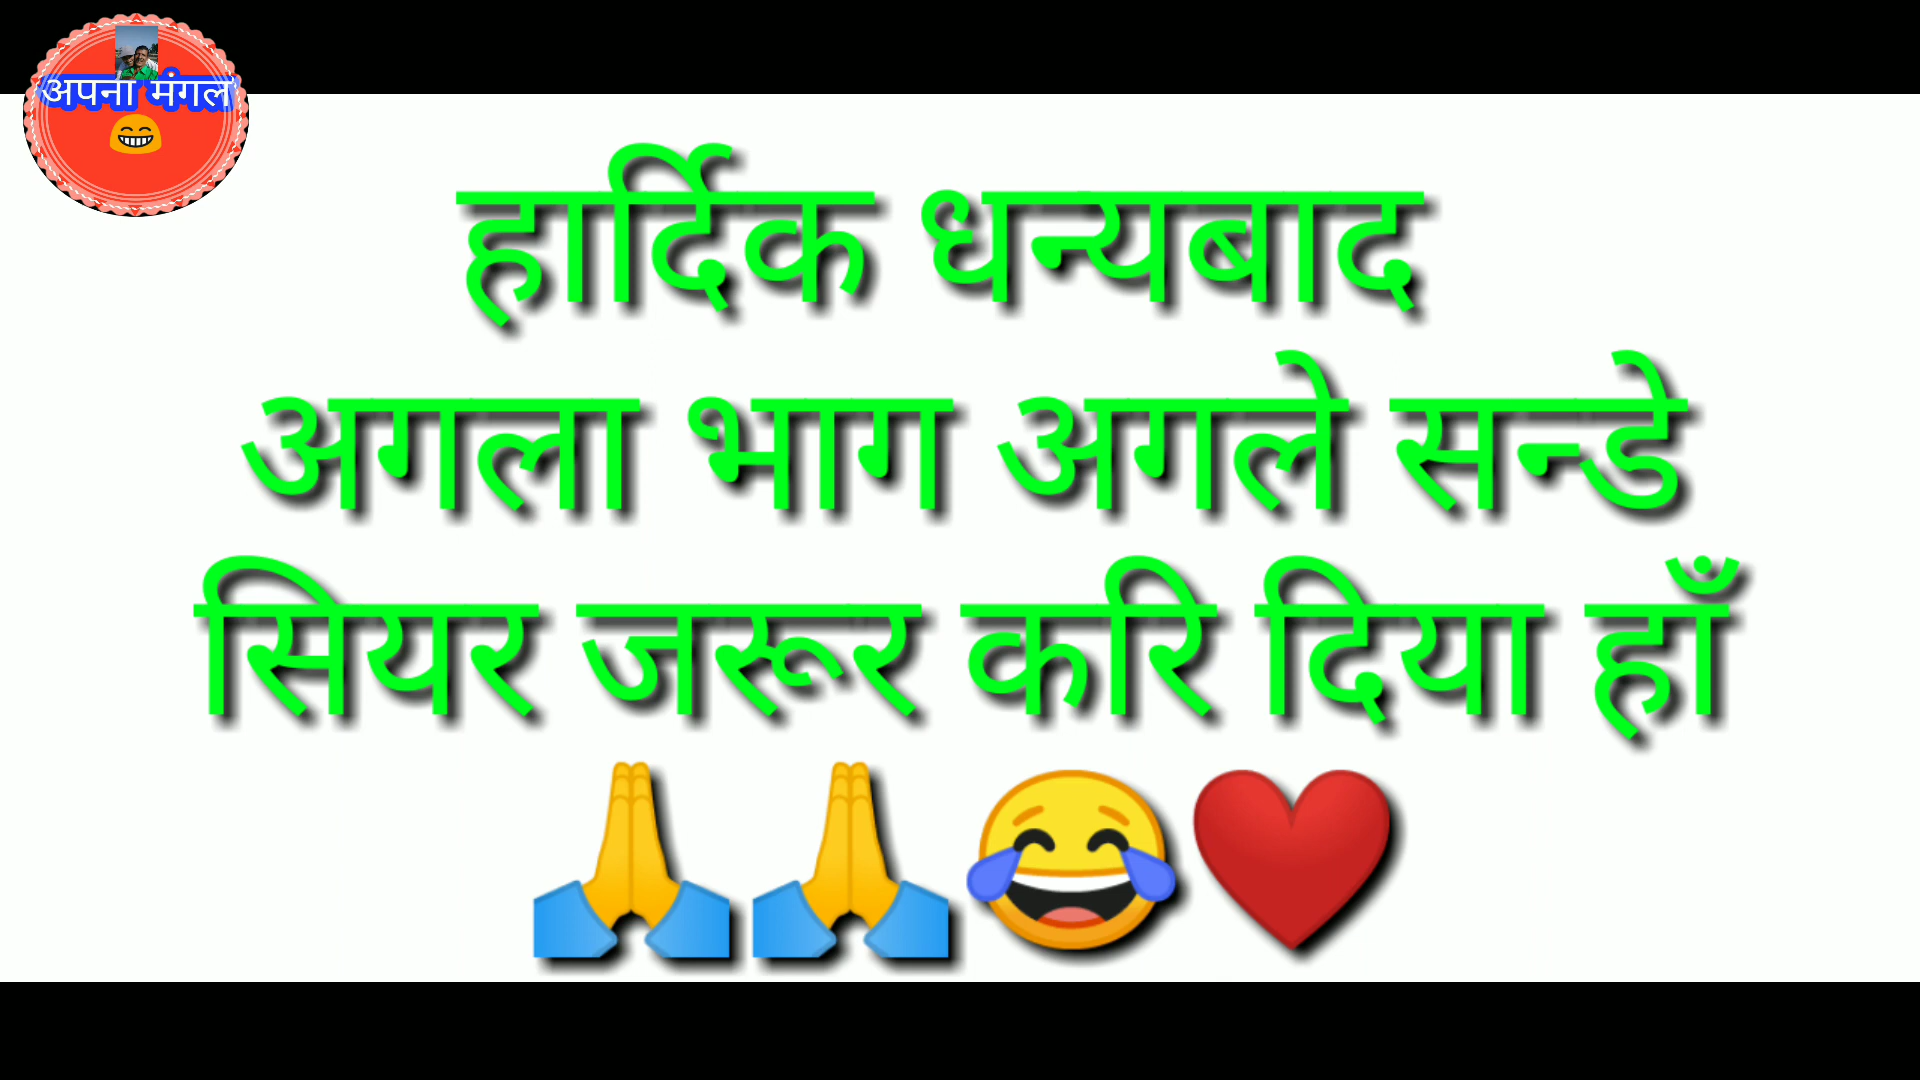 अपना मंगल
😁
हार्दिक धन्यबाद
अगला भाग अगले सन्डे
सियर जरूर करि दिया हाँ
🙏🙏😂❤️